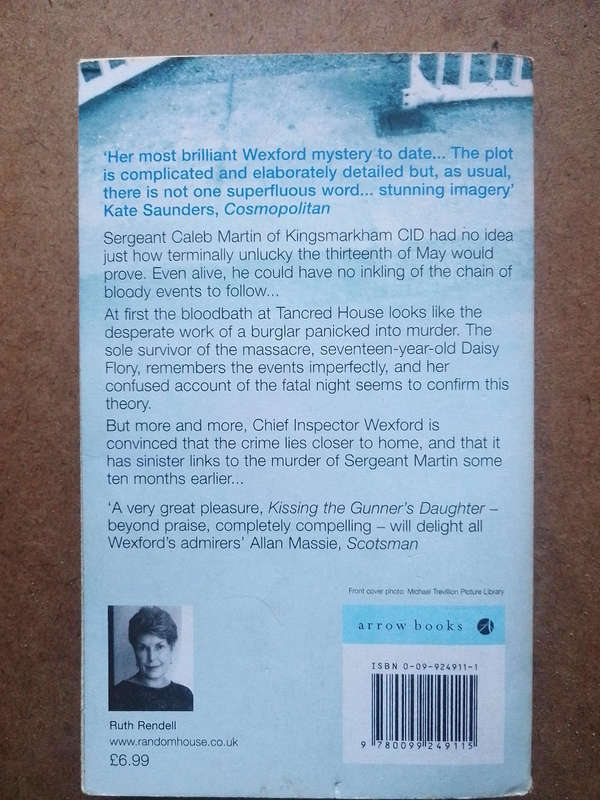 'Her most brilliant Wexford mystery to date... The plot
is complicated and elaborately detailed but, as usual,
there is not one superfluous word... stunning imagery'
Kate Saunders, Cosmopolitan
Sergeant Caleb Martin of Kingsmarkham CID had no idea
just how terminally unlucky the thirteenth of May would
prove. Even alive, he could have no inkling of the chain of
bloody events to follow...
At first the bloodbath at Tancred House looks like the
desperate work of a burglar panicked into murder. The
sole survivor of the massacre, seventeen-year-old Daisy
Flory, remembers the events imperfectly, and her
confused account of the fatal night seems to confirm this
theory.
But more and more, Chief Inspector Wexford is
convinced that the crime lies closer to home, and that it
has sinister links to the murder of Sergeant Martin some
ten months earlier...
'A very great pleasure, Kissing the Gunner's Daughter –
beyond praise, completely compelling – will delight all
Wexford's admirers' Allan Massie, Scotsman
Front cover photo: Michael Trevillion Picture Library
arrow books
ISBN 0-09-924911-1
9 780099 249115
Ruth Rendell
www.randomhouse.co.uk
£6.99